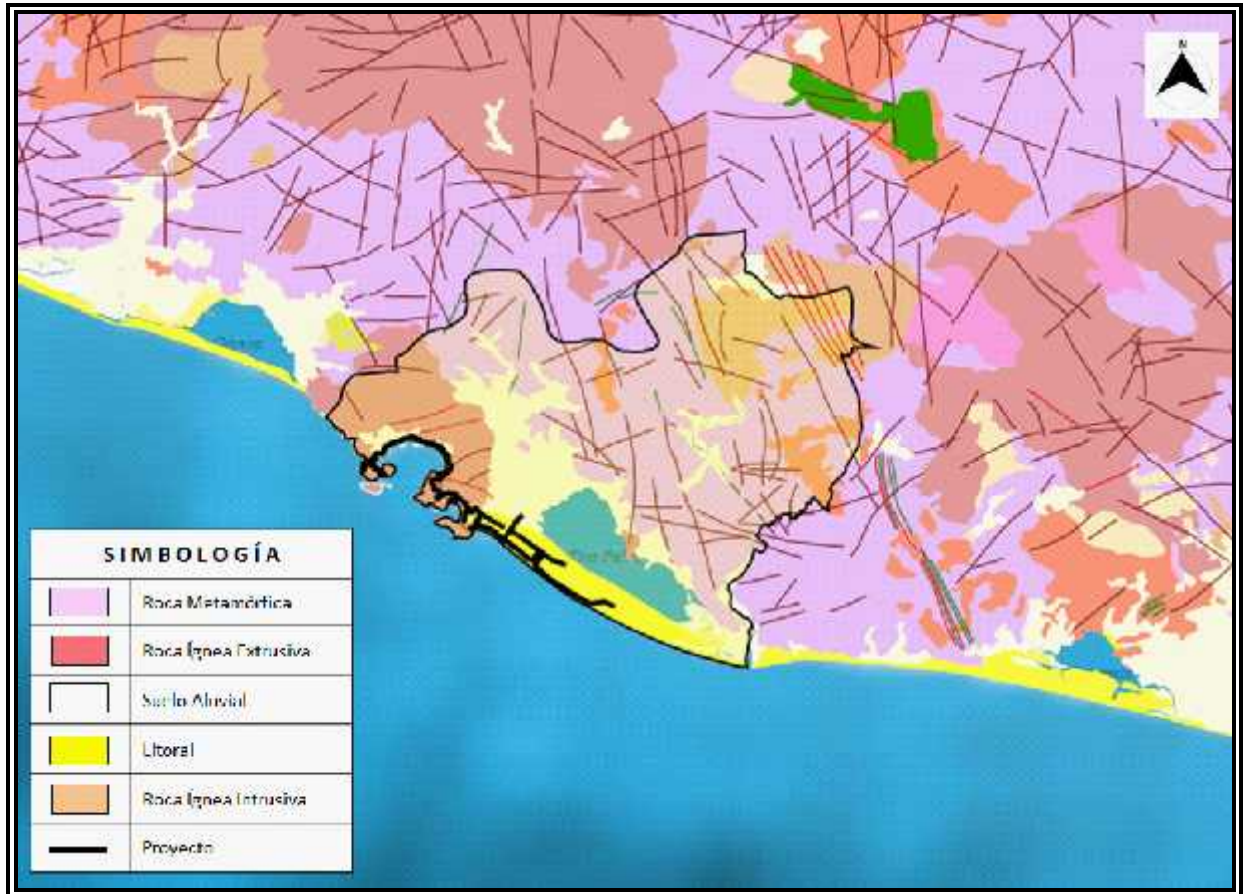 N
SIMBOLOGÍA
Roca Metamórfica
Roca Ígnea Extrusiva
Suelo Aluvial
Litoral
Roca Ígnea Intrusiva
Proyecto